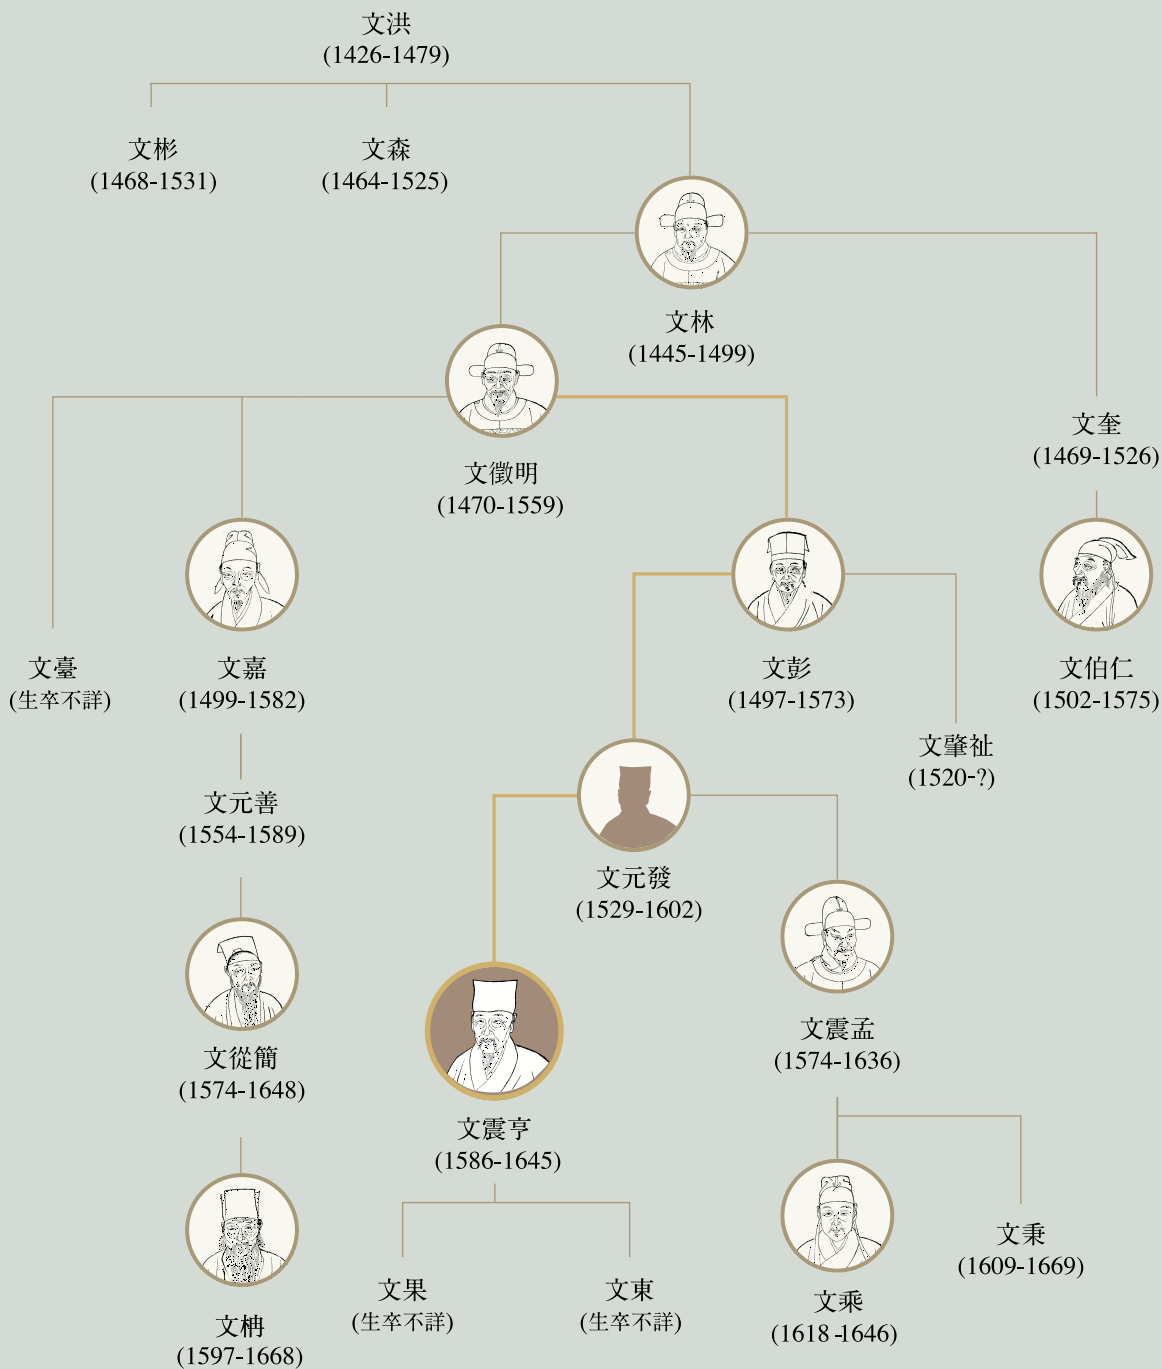 文洪
(1426-1479)
文彬
(1468-1531)
文森
(1464-1525)
文林
(1445-1499)
文徵明
(1470-1559)
文奎
(1469-1526)
文臺
(生卒不詳)
文嘉
(1499-1582)
文彭
(1497-1573)
文伯仁
(1502-1575)
文肇祉
(1520-?)
文元善
(1554-1589)
文元發
(1529-1602)
文從簡
(1574-1648)
文震孟
(1574-1636)
文震亨
(1586-1645)
文果
(生卒不詳)
文東
(生卒不詳)
文乘
(1618-1646)
文秉
(1609-1669)
文柟
(1597-1668)